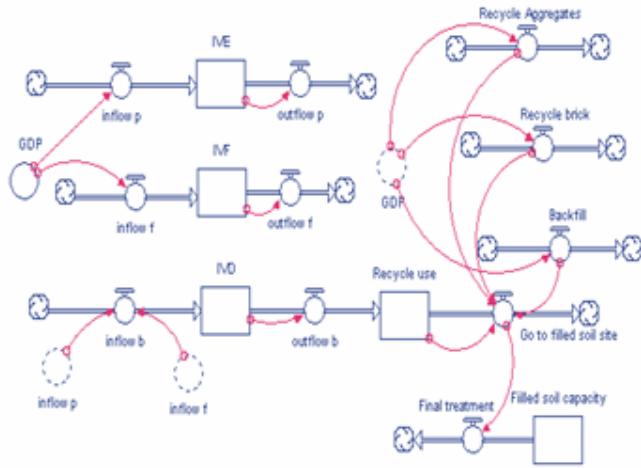 Recycle Aggregates
IVE
inflow p
outflow p
GDP
Recycle brick
IVF
inflow f
outflow f
GDP
Backfill
IVD
Recycle use
inflow b
outflow b
Go to filled soil site
inflow p
inflow f
Final treatment
Filled soil capacity